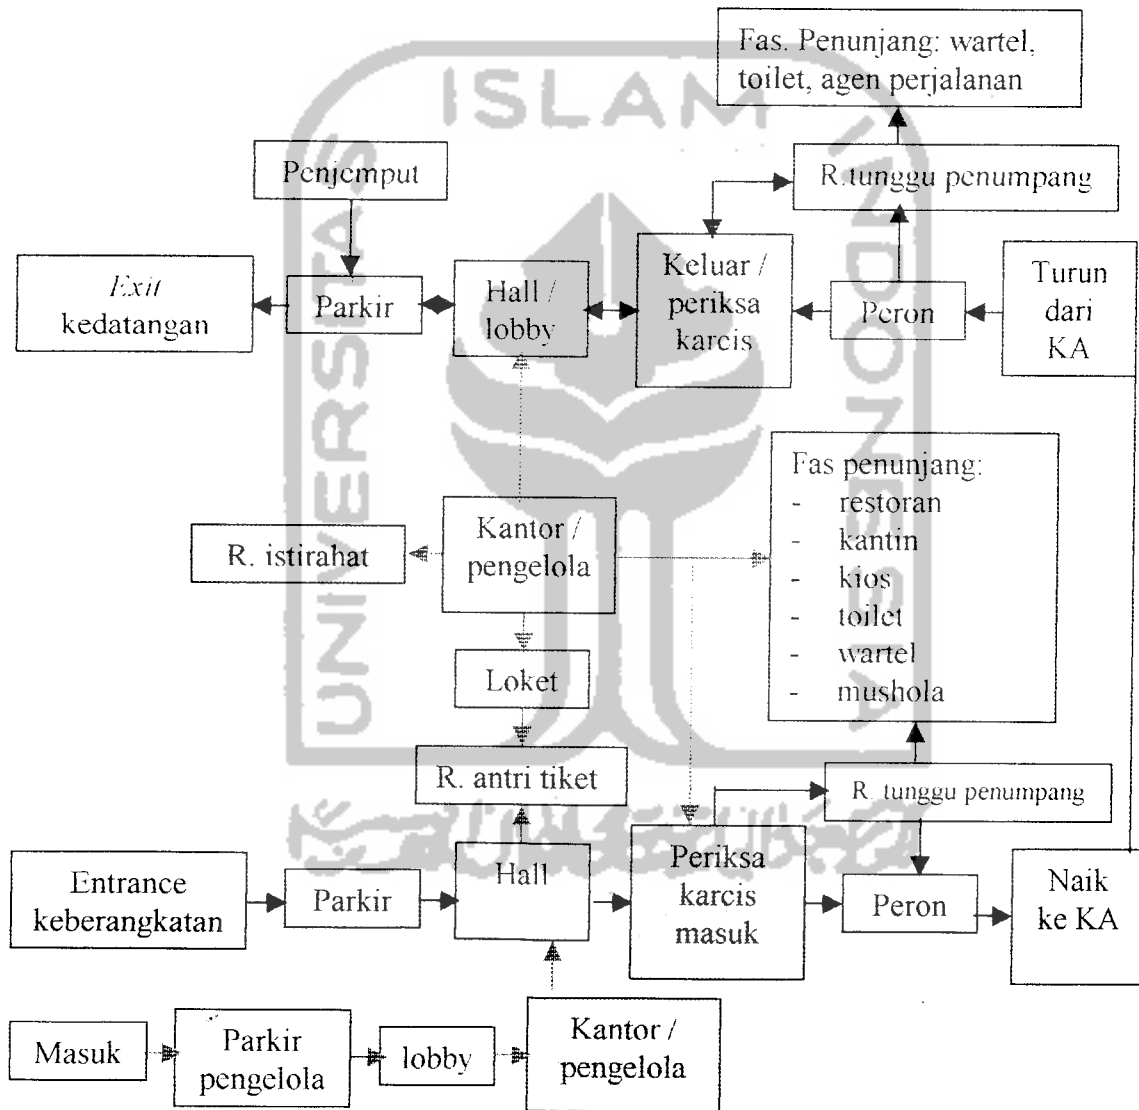 Fas. Penunjang: wartel,
toilet, agen perjalanan
ISLAM
UNIVERSITAS
INDONESIA
Penjemput
R.tunggu penumpang
Exit
kedatangan
Parkir
Hall /
lobby
Keluar /
periksa
karcis
Peron
Turun
dari
KA
R. istirahat
Kantor /
pengelola
Fas penunjang:
- restoran
- kantin
- kios
- toilet
- wartel
- mushola
Loket
R. antri tiket
R. tunggu penumpang
Entrance
keberangkatan
Parkir
Hall
Periksa
karcis
masuk
Peron
Naik
ke KA
Masuk
Parkir
pengelola
lobby
Kantor /
pengelola